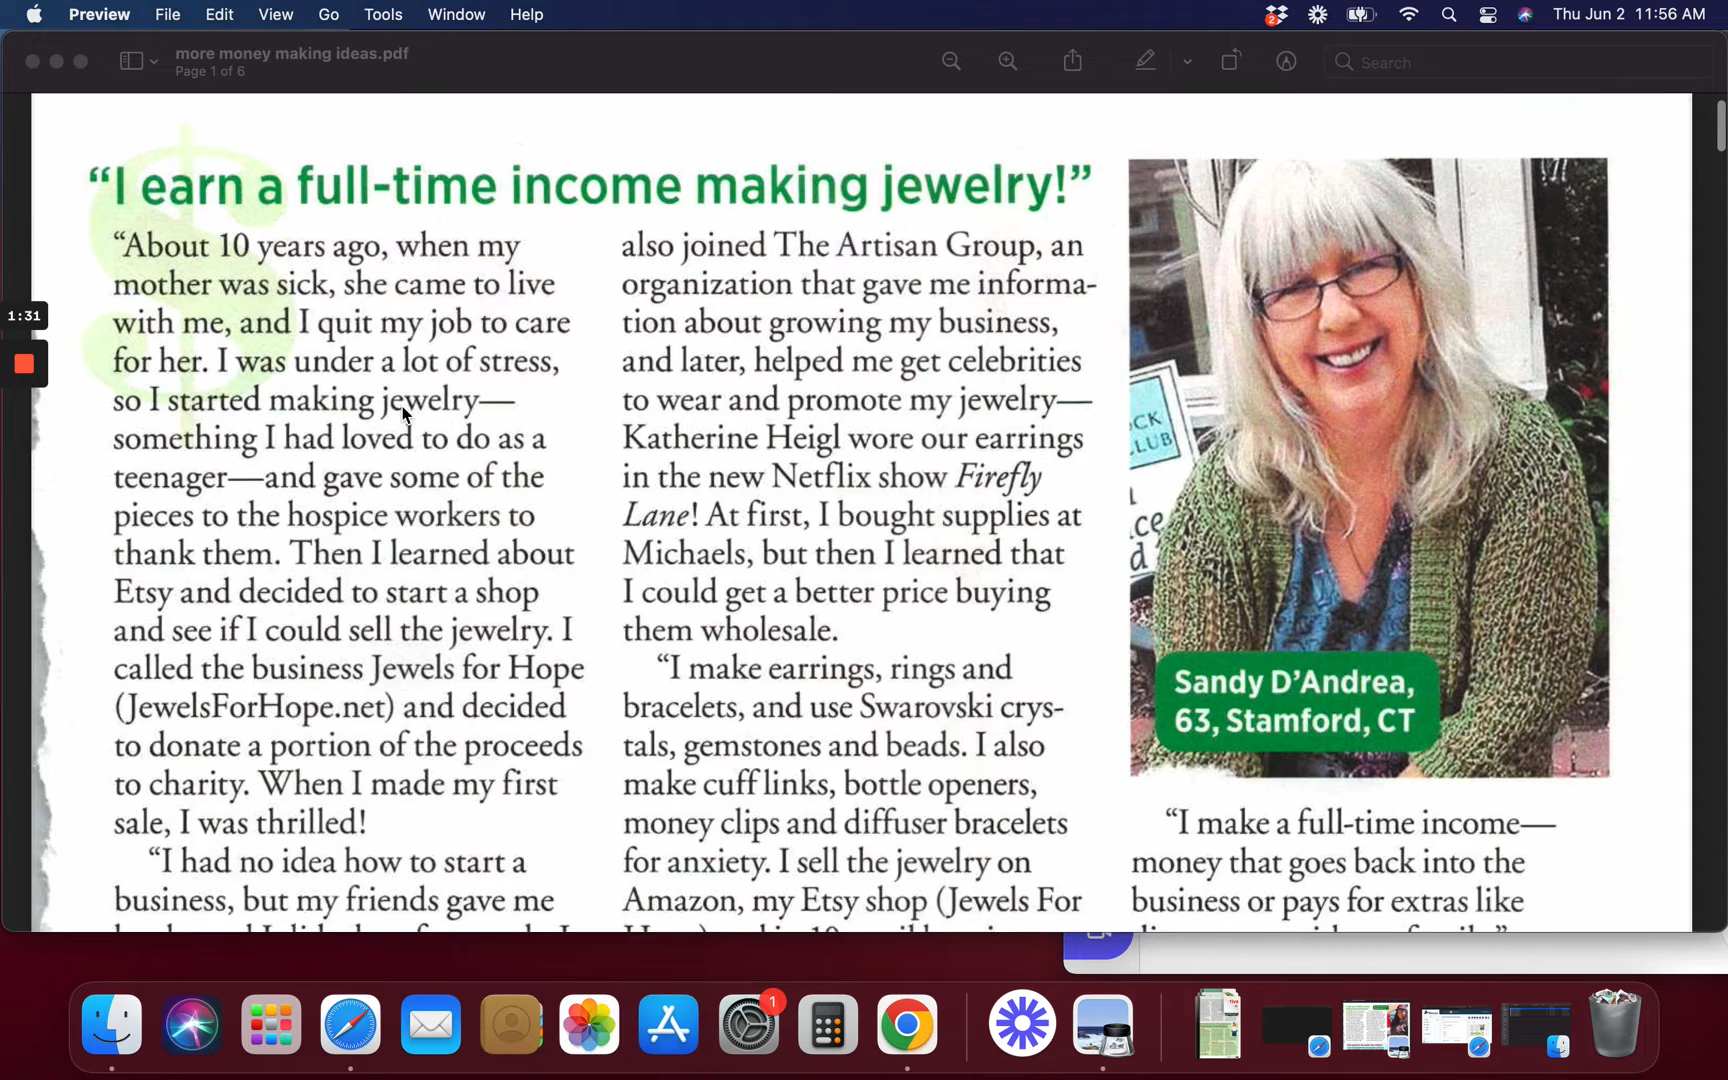 Preview File Edit View Go Tools Window Help
2
Thu Jun 2 11:56 AM
more money making ideas.pdf
Page 1 of 6
Search
1:31
$
“I earn a full-time income making jewelry!”
“About 10 years ago, when my
mother was sick, she came to live
with me, and I quit my job to care
for her. I was under a lot of stress,
so I started making jewelry—
something I had loved to do as a
teenager—and gave some of the
pieces to the hospice workers to
thank them. Then I learned about
Etsy and decided to start a shop
and see if I could sell the jewelry. I
called the business Jewels for Hope
(JewelsForHope.net) and decided
to donate a portion of the proceeds
to charity. When I made my first
sale, I was thrilled!
“I had no idea how to start a
business, but my friends gave me
also joined The Artisan Group, an
organization that gave me informa-
tion about growing my business,
and later, helped me get celebrities
to wear and promote my jewelry—
Katherine Heigl wore our earrings
in the new Netflix show Firefly
Lane! At first, I bought supplies at
Michaels, but then I learned that
I could get a better price buying
them wholesale.
“I make earrings, rings and
bracelets, and use Swarovski crys-
tals, gemstones and beads. I also
make cuff links, bottle openers,
money clips and diffuser bracelets
for anxiety. I sell the jewelry on
Amazon, my Etsy shop (Jewels For
CK
LUB
ce
d
Sandy D’Andrea,
63, Stamford, CT
“I make a full-time income—
money that goes back into the
business or pays for extras like
1